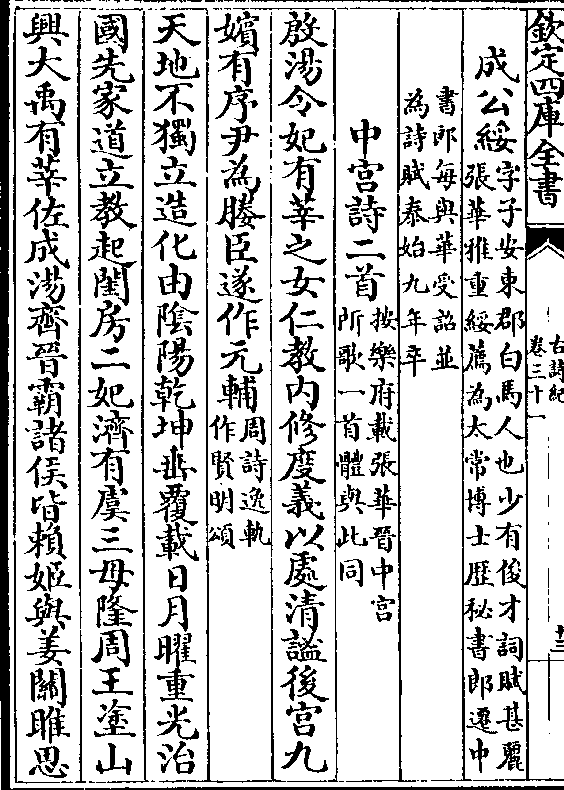 欽定四庫全書
古詩紀
卷三十一
十三
成公綏
字子安東郡白馬人也少有俊才詞賦甚麗
張華雅重綏薦為太常博士歴秘書郎遷中
書郎每與華受詔並
為詩賦泰始九年卒
中宮詩二首
按樂府載張華晉中宮
所歌一首體與此同
殷湯令妃有莘之女仁教内修度義以處清謐後宮九
嬪有序尹為媵臣遂作元輔
周詩逸軌
作賢明頌
天地不獨立造化由陰陽乾坤垂覆載日月曜重光治
國先家道立教起閨房二妃濟有虞三母隆周王塗山
興大禹有莘佐成湯齊晉霸諸侯皆賴姬與姜關雎思